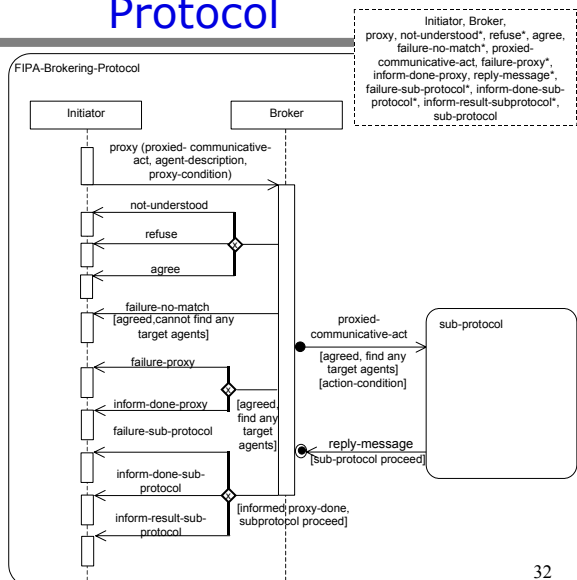 Protocol
Initiator, Broker,
proxy, not-understood*, refuse*, agree,
failure-no-match*, proxied-
communicative-act, failure-proxy*,
inform-done-proxy, reply-message*,
failure-sub-protocol*, inform-done-sub-
protocol*, inform-result-subprotocol*,
sub-protocol
FIPA-Brokering-Protocol
Initiator
Broker
proxy (proxied- communicative-
act, agent-description,
proxy-condition)
not-understood
refuse
x
agree
failure-no-match
[agreed,cannot find any
target agents]
proxied-
communicative-act
[agreed, find any
target agents]
[action-condition]
sub-protocol
failure-proxy
x
inform-done-proxy
[agreed,
find any
target
agents]
failure-sub-protocol
reply-message
[sub-protocol proceed]
inform-done-sub-
protocol
x
[informed proxy-done,
subprotocol proceed]
inform-result-sub-
protocol
32